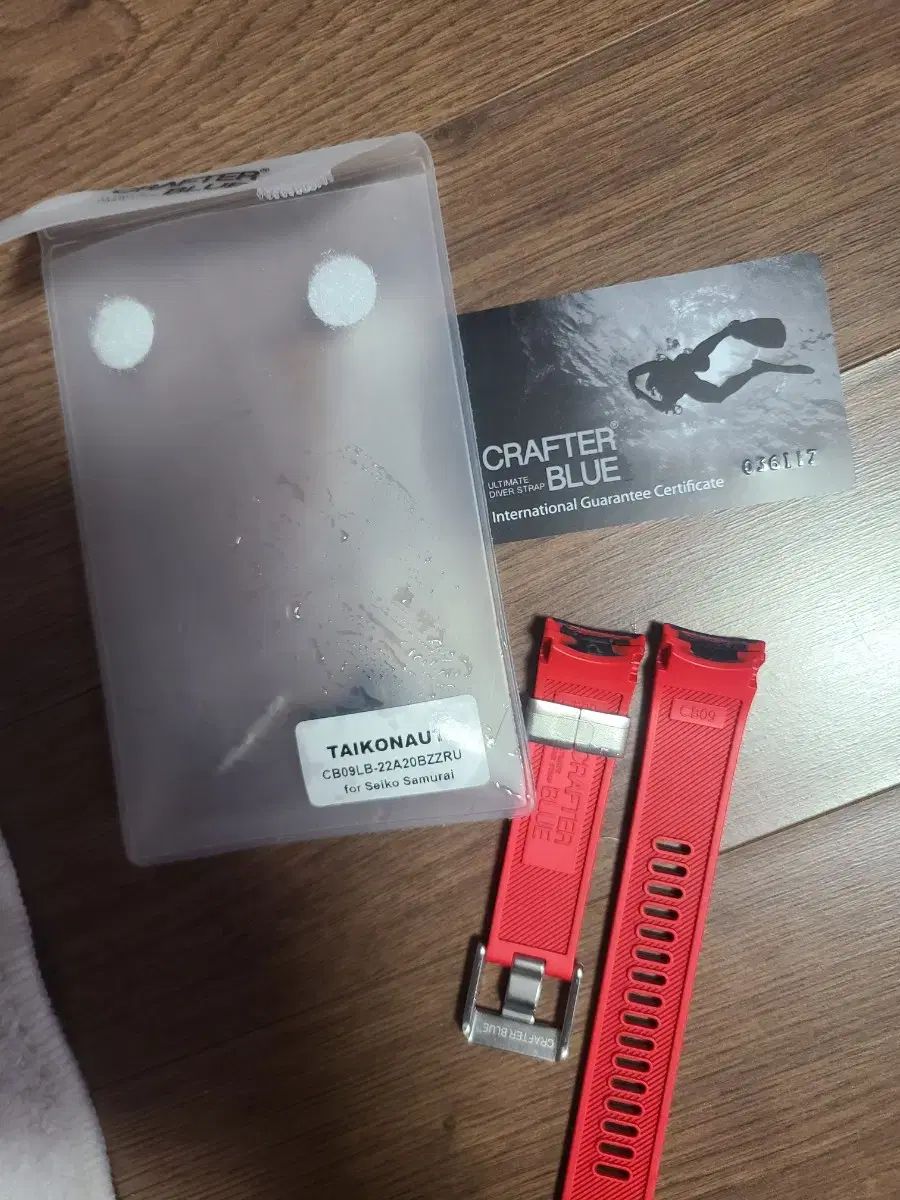 CRAFTER®
BLUE
CRAFTER®
ULTIMATE
DIVER STRAP BLUE
International Guarantee Certificate
036117
TAIKONAUT
CB09LB-22A20BZZRU
for Seiko Samurai
CB09
CRAFTER
BLUE
CRAFTER BLUE